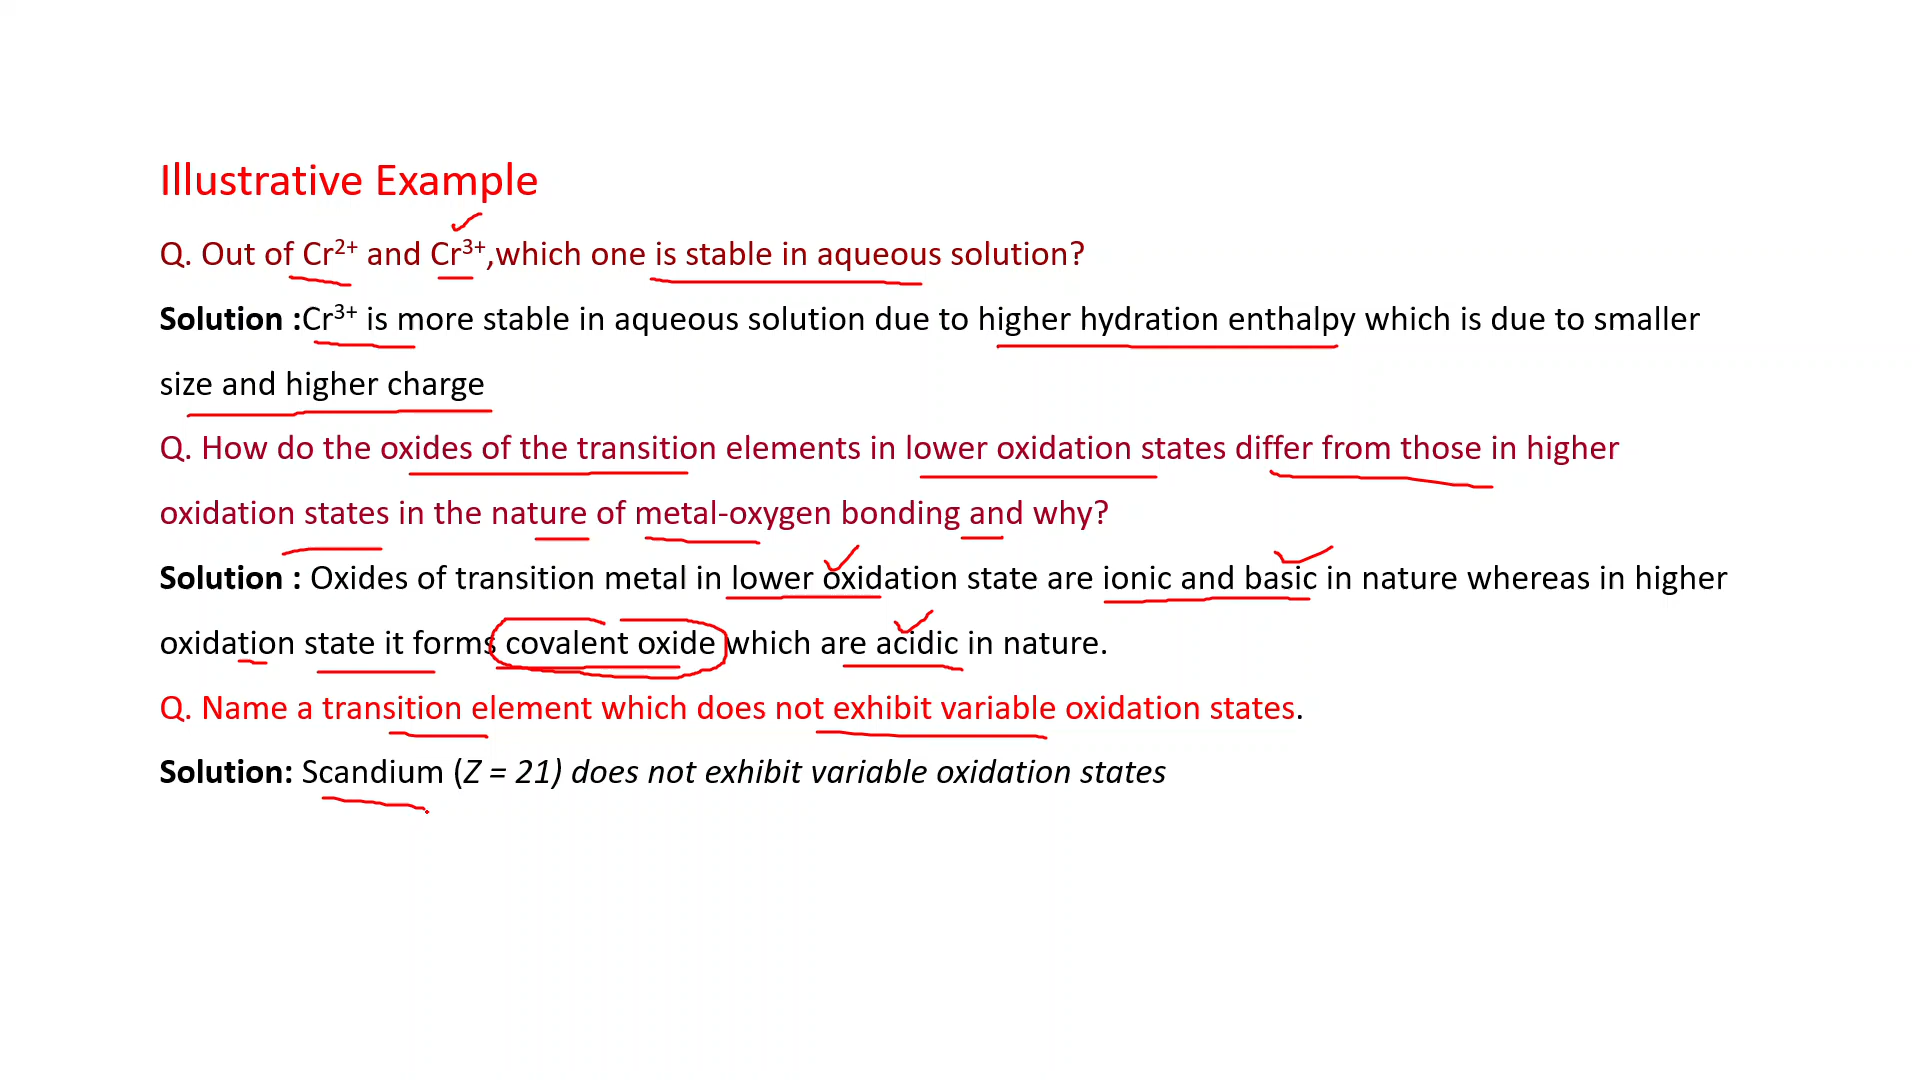 Illustrative Example
Q. Out of Cr²⁺ and Cr³⁺,which one is stable in aqueous solution?
Solution :Cr³⁺ is more stable in aqueous solution due to higher hydration enthalpy which is due to smaller
size and higher charge
Q. How do the oxides of the transition elements in lower oxidation states differ from those in higher
oxidation states in the nature of metal-oxygen bonding and why?
Solution : Oxides of transition metal in lower oxidation state are ionic and basic in nature whereas in higher
oxidation state it forms covalent oxide which are acidic in nature.
Q. Name a transition element which does not exhibit variable oxidation states.
Solution: Scandium (Z = 21) does not exhibit variable oxidation states